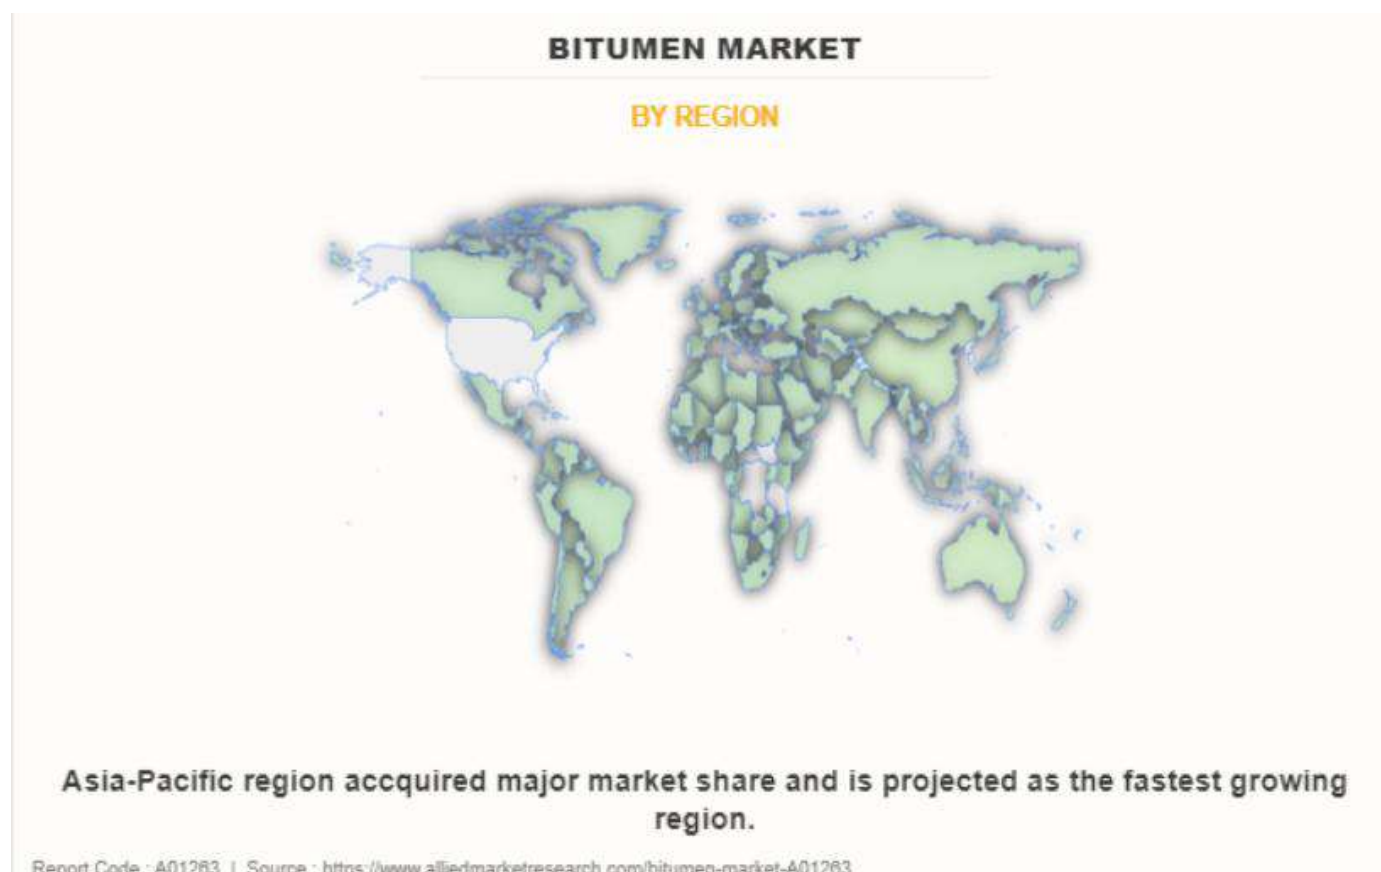 BITUMEN MARKET
BY REGION
Asia-Pacific region accquired major market share and is projected as the fastest growing
region.
Report Code : A01263 | Source : https://www.alliedmarketresearch.com/bitumen-market-A01263